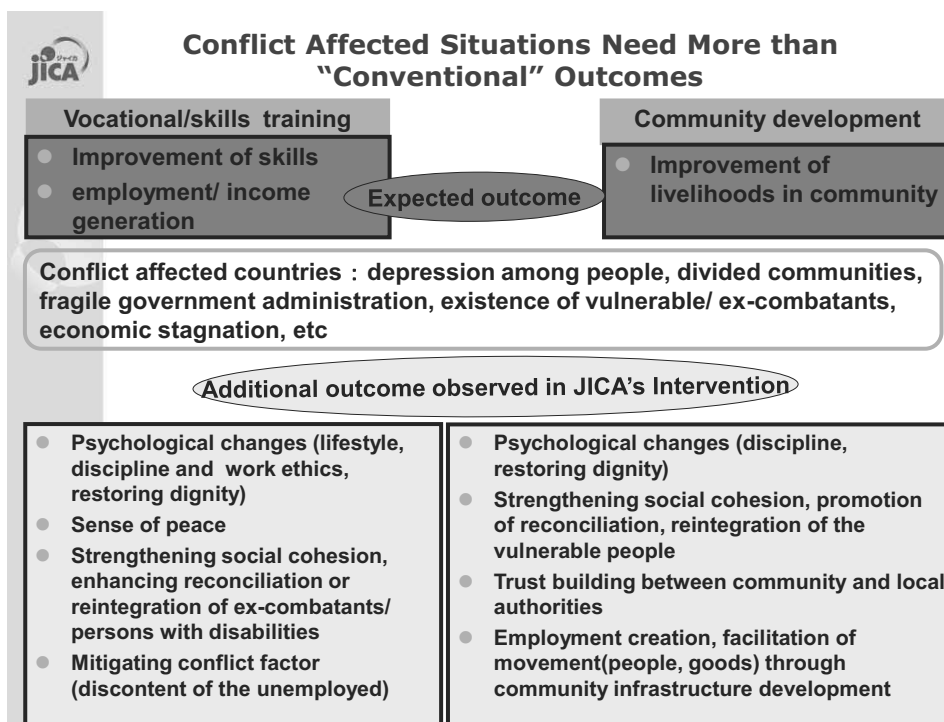 Conflict Affected Situations Need More than
“Conventional” Outcomes
ジャイカ
JICA
Vocational/skills training
Improvement of skills
employment/ income
generation
Expected outcome
Community development
Improvement of
livelihoods in community
Conflict affected countries：depression among people, divided communities,
fragile government administration, existence of vulnerable/ ex-combatants,
economic stagnation, etc
Additional outcome observed in JICA’s Intervention
Psychological changes (lifestyle,
discipline and work ethics,
restoring dignity)
Sense of peace
Strengthening social cohesion,
enhancing reconciliation or
reintegration of ex-combatants/
persons with disabilities
Mitigating conflict factor
(discontent of the unemployed)
Psychological changes (discipline,
restoring dignity)
Strengthening social cohesion, promotion
of reconciliation, reintegration of the
vulnerable people
Trust building between community and local
authorities
Employment creation, facilitation of
movement(people, goods) through
community infrastructure development